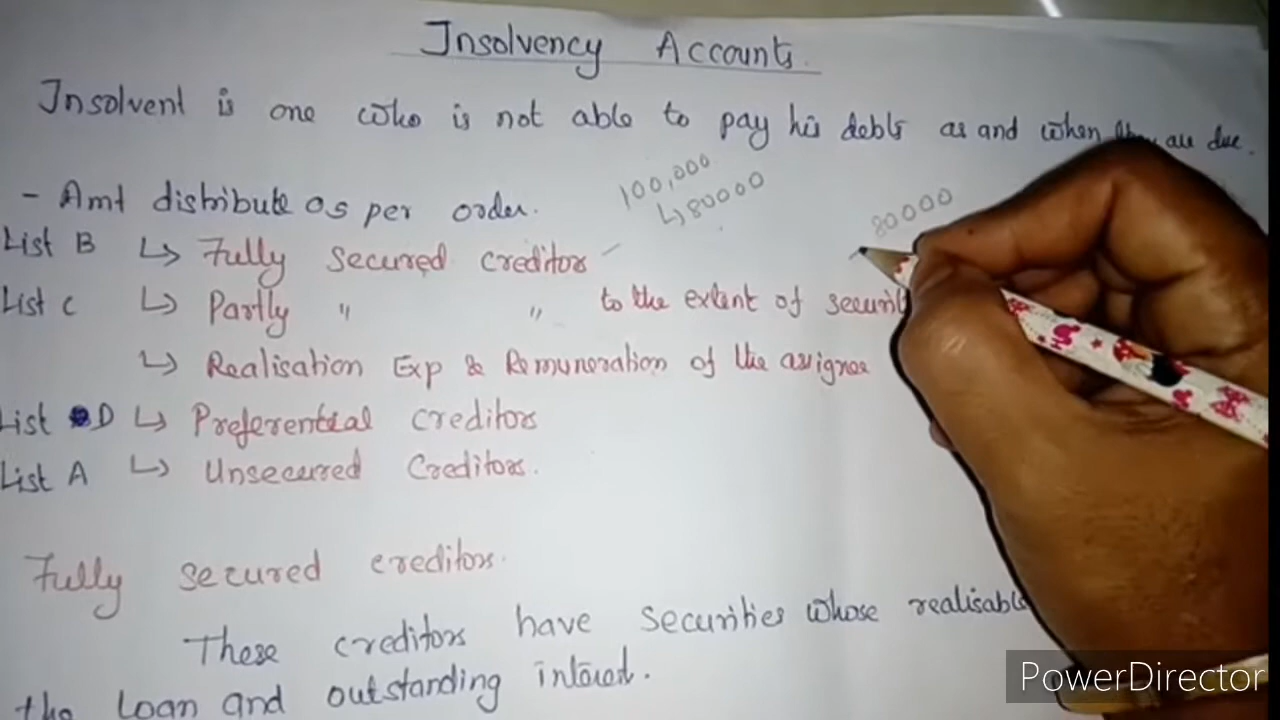 Insolvency Accounts.
Insolvent is one who is not able to pay his debts as and when they are due.
100,000
↳ 80000
80000
- Amt distribute as per order.
List B ↳ Fully secured creditors
List C ↳ Partly " " to the extent of securit
↳ Realisation Exp & Remuneration of the assignee
List D ↳ Preferential creditors
List A ↳ Unsecured Creditors.
Fully secured creditors.
These creditors have securities whose realisable
the loan and outstanding interest.
PowerDirector